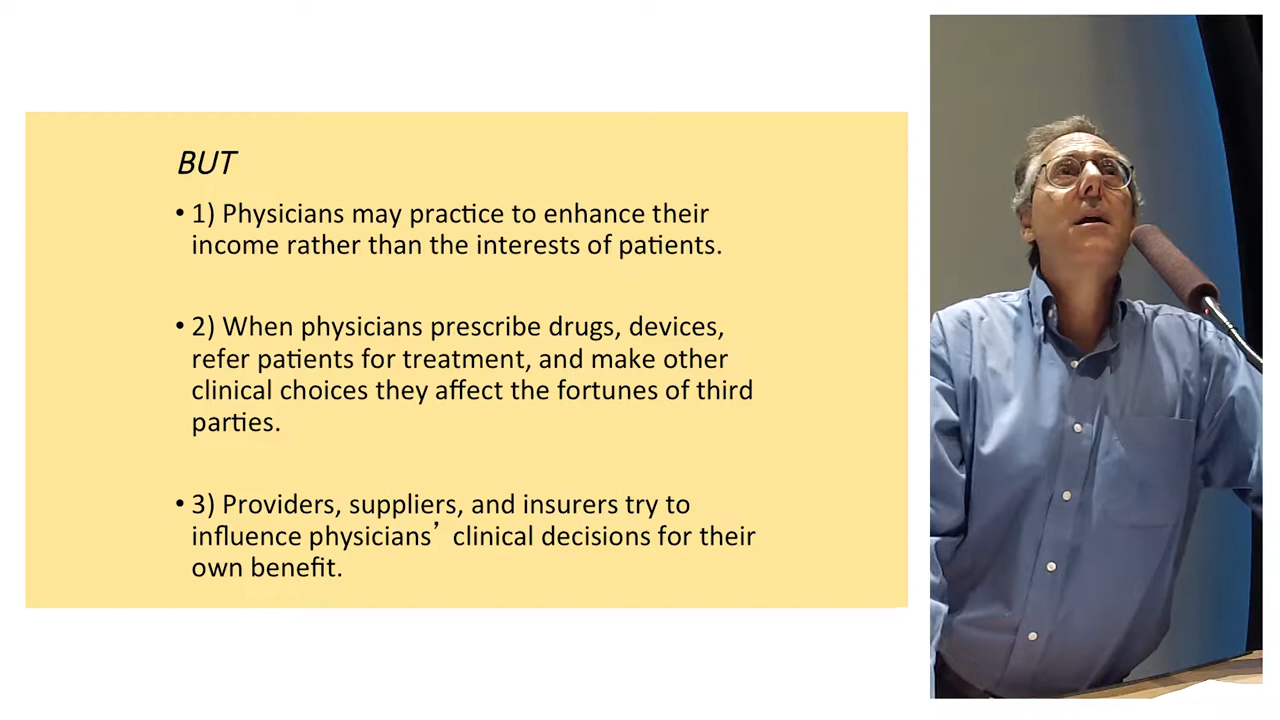 BUT
• 1) Physicians may practice to enhance their
income rather than the interests of patients.
• 2) When physicians prescribe drugs, devices,
refer patients for treatment, and make other
clinical choices they affect the fortunes of third
parties.
• 3) Providers, suppliers, and insurers try to
influence physicians’ clinical decisions for their
own benefit.